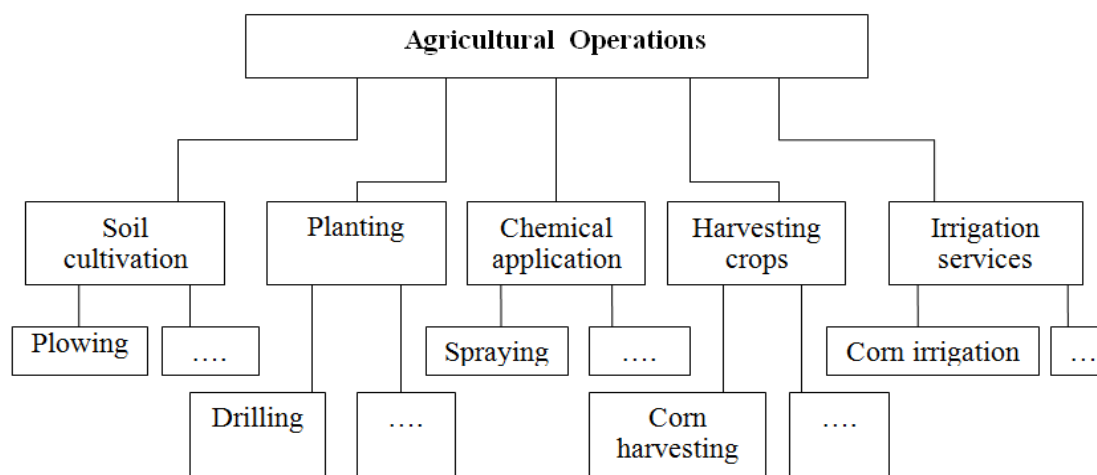 Agricultural Operations
Soil
cultivation
Planting
Chemical
application
Harvesting
crops
Irrigation
services
Plowing
....
Spraying
....
Corn irrigation
...
Drilling
....
Corn
harvesting
....